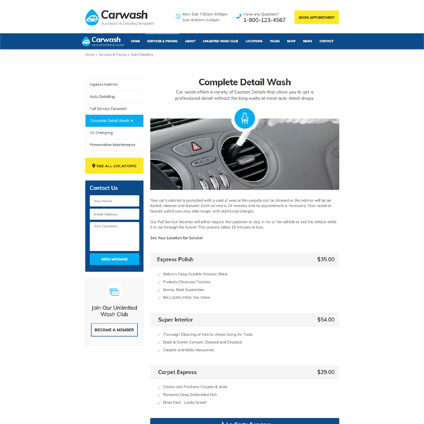 Carwash
Autowash & Detailing Template
Mon-Sat: 7:00am-8:00pm
Sun: 8:00am-6:00pm
Have any Question?
1-800-123-4567
BOOK APPOINTMENT
Carwash
HOME SERVICES & PRICING ABOUT UNLIMITED WASH CLUB LOCATIONS PAGES SHOP NEWS CONTACT
Home > Services & Pricing > Auto Detailing
Express Exterior
Auto Detailing
Full Service Carwash
Complete Detail Wash
Oil Changing
Preventative Maintenance
SEE ALL LOCATIONS
Contact Us
Your Name...
Email Address
Your Question...
SEND MESSAGE
Join Our Unlimited
Wash Club
BECOME A MEMBER
Complete Detail Wash
Car wash offers a variety of Express Details that allow you to get a
professional detail without the long waits at most auto detail shops.
Your car's exterior is protected with a coat of wax or the carpets can be cleaned or the interior will be air
dusted, cleaned and dressed. Each service is 20 minutes and no appointment is necessary. Oversized or
heavily soiled cars may take longer with additional charges.
Our Full Service Washes will either require the customer to stay in his or her vehicle or exit the vehicle while
it is run through the tunnel. This process takes 15 minutes or less.
See Your Location for Service!
Express Polish $35.00
Delivers Deep Durable Smooth Shine
Protects Clearcoat Finishes
Money Back Guarantee
INCLUDES FREE Tire Shine
Super Interior $54.00
Thorough Cleaning of Interior Areas Using Air Tools
Dash & Center Console Cleaned and Dressed
Carpets and Mats Vacuumed
Carpet Express $29.00
Cleans and Freshens Carpets & Mats
Removes Deep Embedded Dirt
Dries Fast - Looks Great!